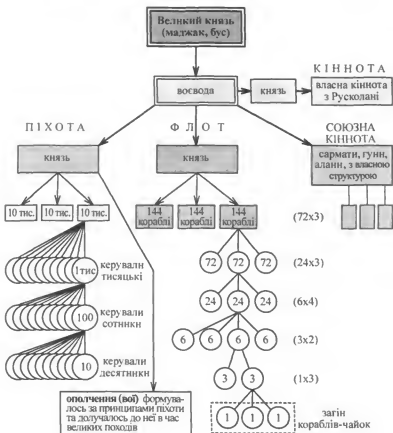 Великий князь
(маджак, бус)
КІННОТА
воєвода
князь
власна кіннота
з Русколані
ПІХОТА
ФЛОТ
СОЮЗНА
КІННОТА
князь
князь
сармати, гунн,
алани, з власною
структурою
10 тис.
10 тис.
10 тис.
144
кораблі
144
кораблі
144
кораблі
(72х3)
1тис
керувалн
тисяцькі
72
72
72
(24х3)
100
керували
сотники
24
24
24
(6х4)
6
6
6
6
(3х2)
10
керували
десятники
3
3
(1х3)
ополчення (вої) формува-
лось за принципами піхоти
та долучалось до неї в час
великих походів
1
1
1
загін
кораблів-чайок